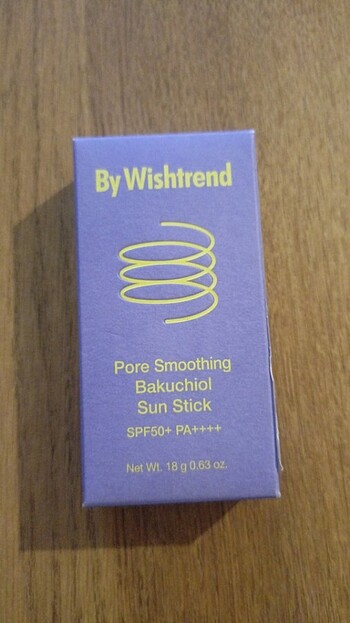 By Wishtrend
Pore Smoothing
Bakuchiol
Sun Stick
SPF50+ PA++++
Net Wt. 18 g 0.63 oz.